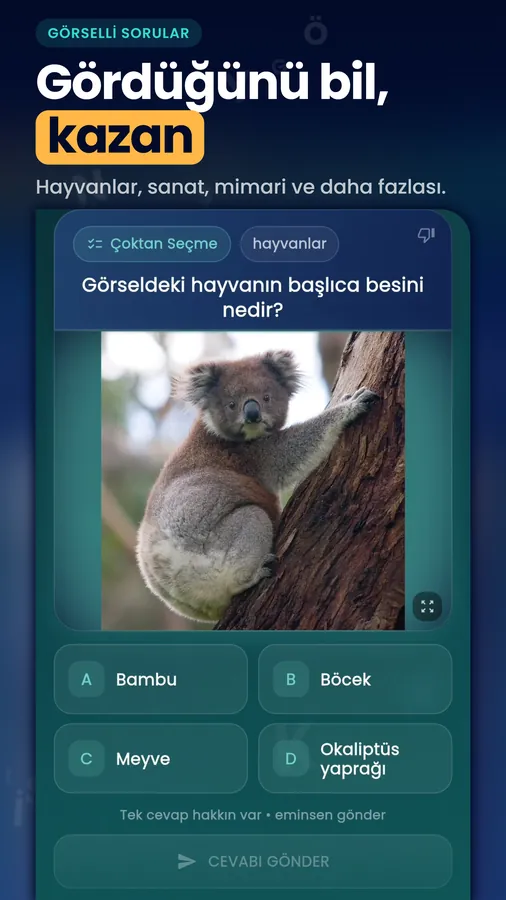 GÖRSELLİ SORULAR
Gördüğünü bil,
kazan
Hayvanlar, sanat, mimari ve daha fazlası.
Çoktan Seçme
hayvanlar
Görseldeki hayvanın başlıca besini
nedir?
A Bambu
B Böcek
C Meyve
D Okaliptüs
yaprağı
Tek cevap hakkın var • eminsen gönder
CEVABI GÖNDER